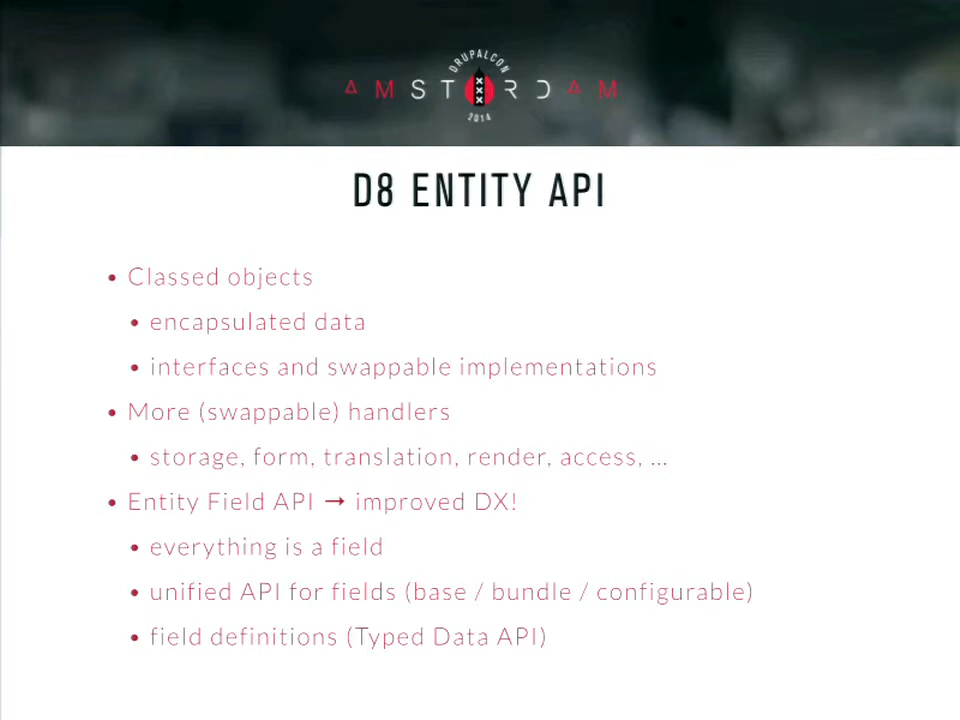 DRUPALCON
AMSTERDAM
2014
D8 ENTITY API
• Classed objects
• encapsulated data
• interfaces and swappable implementations
• More (swappable) handlers
• storage, form, translation, render, access, ...
• Entity Field API → improved DX!
• everything is a field
• unified API for fields (base / bundle / configurable)
• field definitions (Typed Data API)